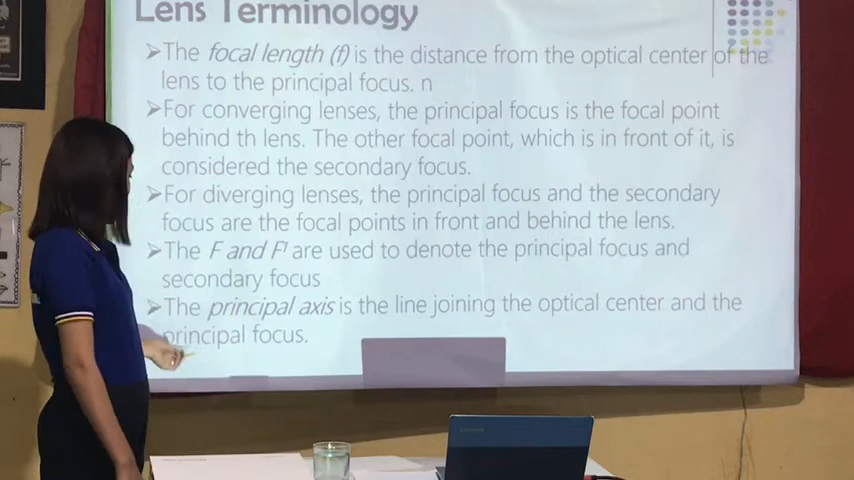 Lens Terminology
➢The focal length (f) is the distance from the optical center of the
lens to the principal focus. n
➢For converging lenses, the principal focus is the focal point
behind th lens. The other focal point, which is in front of it, is
considered the secondary focus.
➢For diverging lenses, the principal focus and the secondary
focus are the focal points in front and behind the lens.
➢The F and F' are used to denote the principal focus and
secondary focus
➢The principal axis is the line joining the optical center and the
principal focus.